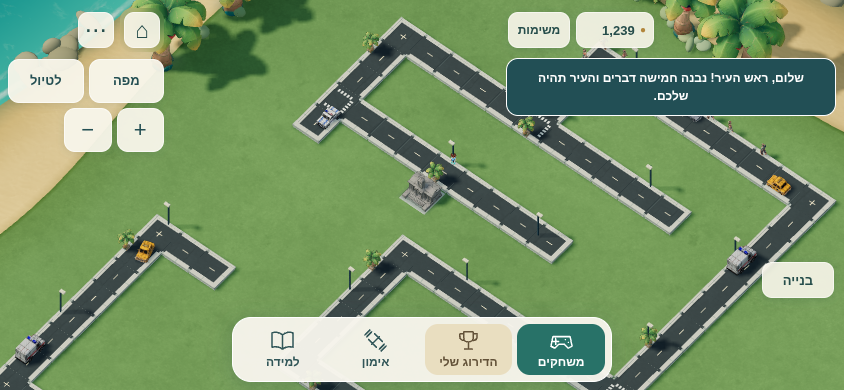 1,239
משימות
שלום, ראש העיר! נבנה חמישה דברים והעיר תהיה
שלכם.
מפה
לטיול
+
−
בנייה
משחקים
הדירוג שלי
אימון
למידה